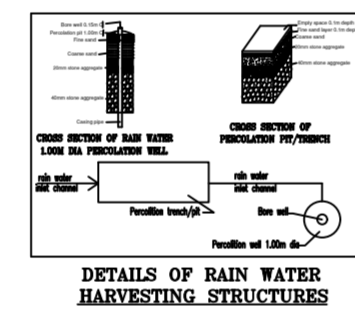 Bore well 0.15m
Percolation pit 1.00m
Fine sand
Coarse sand
20mm stone aggregate
40mm stone aggregate
Casing pipe
CROSS SECTION OF RAIN WATER
1.00M DIA PERCOLATION WELL
Empty space 0.1m depth
Fine sand layer 0.1m dep
Coarse sand
20mm stone aggregate
40mm stone aggregate
CROSS SECTION OF
PERCOLATION PIT/TRENCH
rain water
inlet channel
Percolition trench/pit
rain water
inlet channel
Bore well
Percolition well 1.00m dia
DETAILS OF RAIN WATER
HARVESTING STRUCTURES